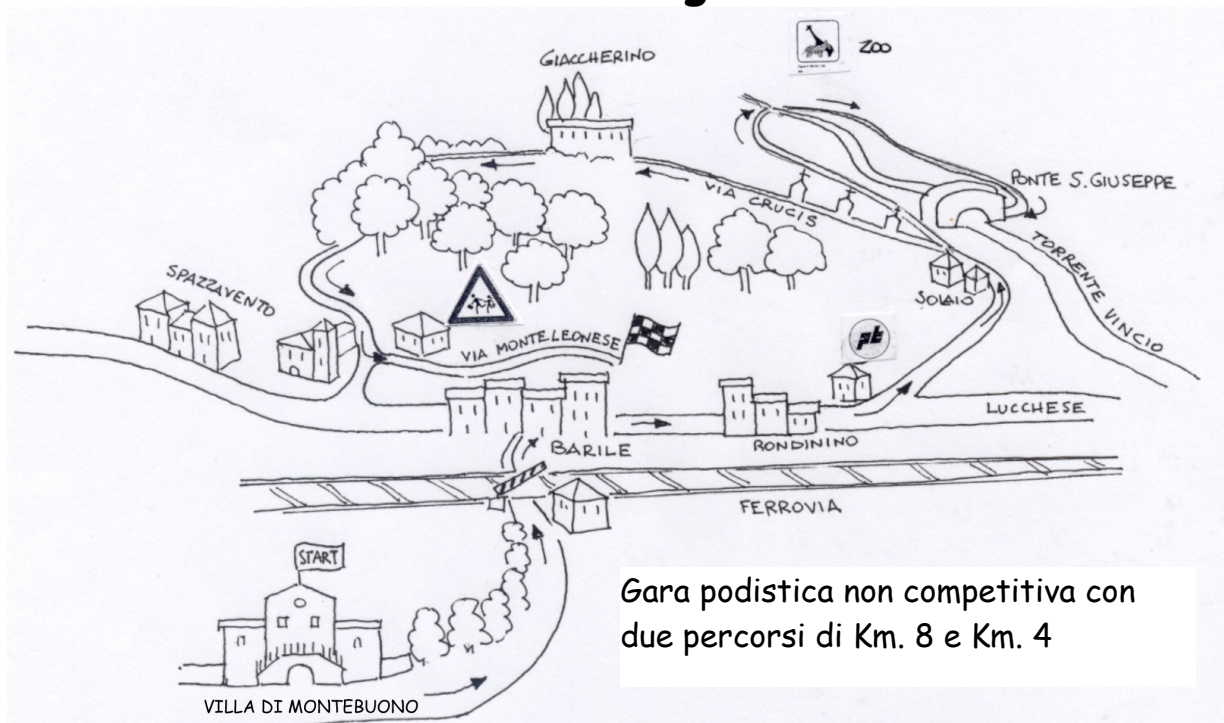 ZOO
GIACCHERINO
PONTE S. GIUSEPPE
VIA CRUCIS
TORRENTE VINCIO
SPAZZAVENTO
SOLAIO
pt
VIA MONTELEONESE
LUCCHESE
BARILE
RONDININO
FERROVIA
START
Gara podistica non competitiva con
due percorsi di Km. 8 e Km. 4
VILLA DI MONTEBUONO